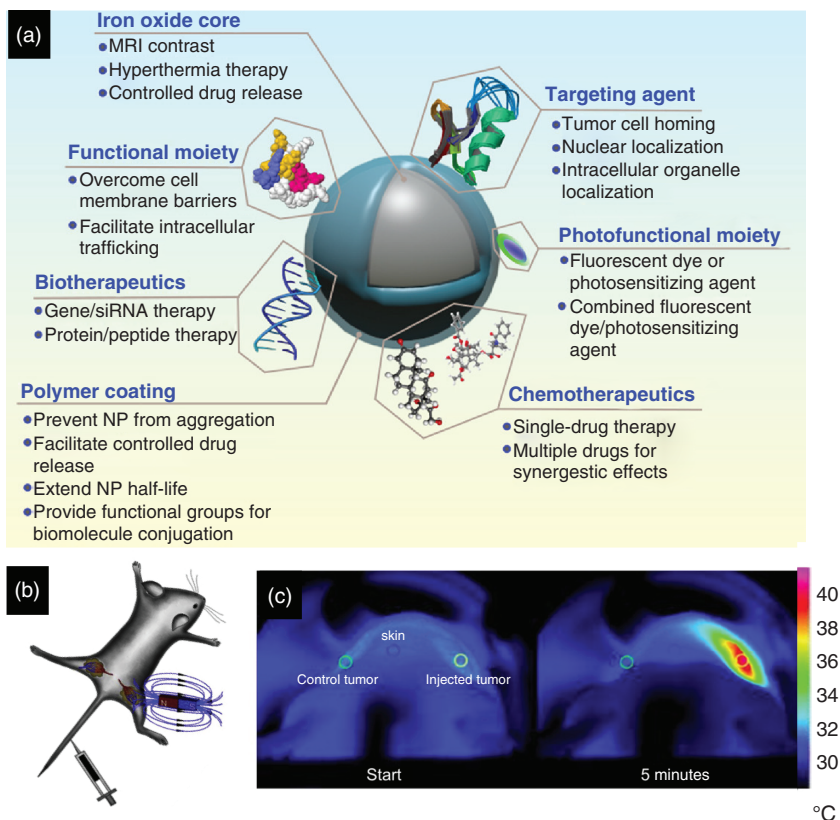 (a)
Iron oxide core
●MRI contrast
●Hyperthermia therapy
●Controlled drug release
Targeting agent
●Tumor cell homing
●Nuclear localization
●Intracellular organelle
localization
Functional moiety
●Overcome cell
membrane barriers
●Facilitate intracellular
trafficking
Photofunctional moiety
●Fluorescent dye or
photosensitizing agent
●Combined fluorescent
dye/photosensitizing
agent
Biotherapeutics
●Gene/siRNA therapy
●Protein/peptide therapy
Polymer coating
●Prevent NP from aggregation
●Facilitate controlled drug
release
●Extend NP half-life
●Provide functional groups for
biomolecule conjugation
Chemotherapeutics
●Single-drug therapy
●Multiple drugs for
synergestic effects
(b)
(c)
skin
Control tumor
Injected tumor
Start
5 minutes
40
38
36
34
32
30
°C